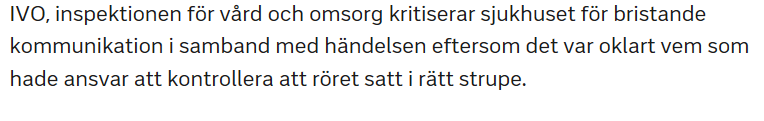 IVO, inspektionen för vård och omsorg kritiserar sjukhuset för bristande
kommunikation i samband med händelsen eftersom det var oklart vem som
hade ansvar att kontrollera att röret satt i rätt strupe.